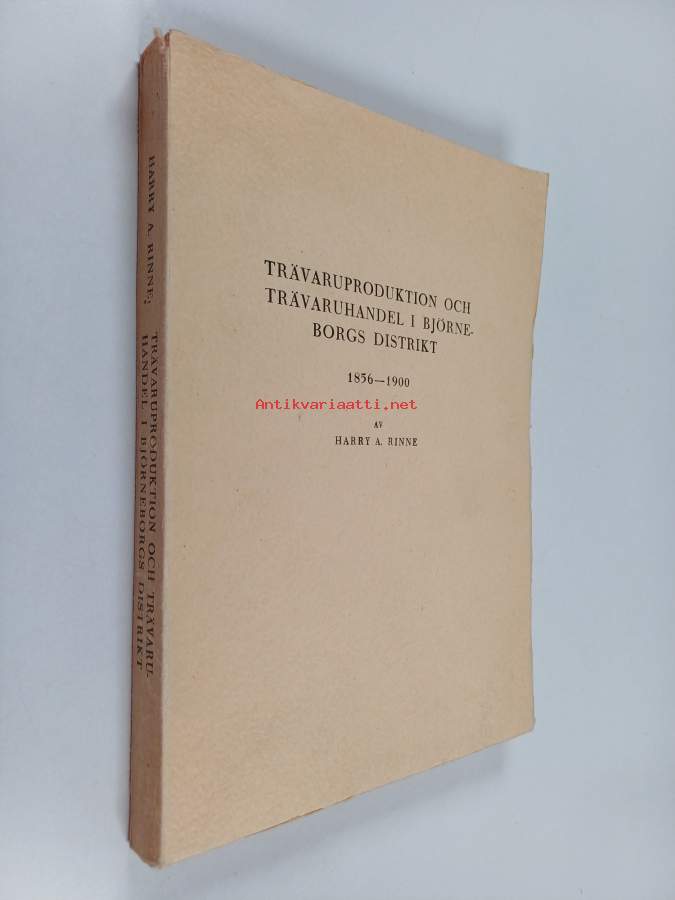 HARRY A. RINNE: TRÄVARUPRODUKTION OCH TRÄVARU-
HANDEL I BJÖRNEBORGS DISTRIKT
TRÄVARUPRODUKTION OCH
TRÄVARUHANDEL I BJÖRNE-
BORGS DISTRIKT
1856—1900
Antikvariaatti.net
AV
HARRY A. RINNE